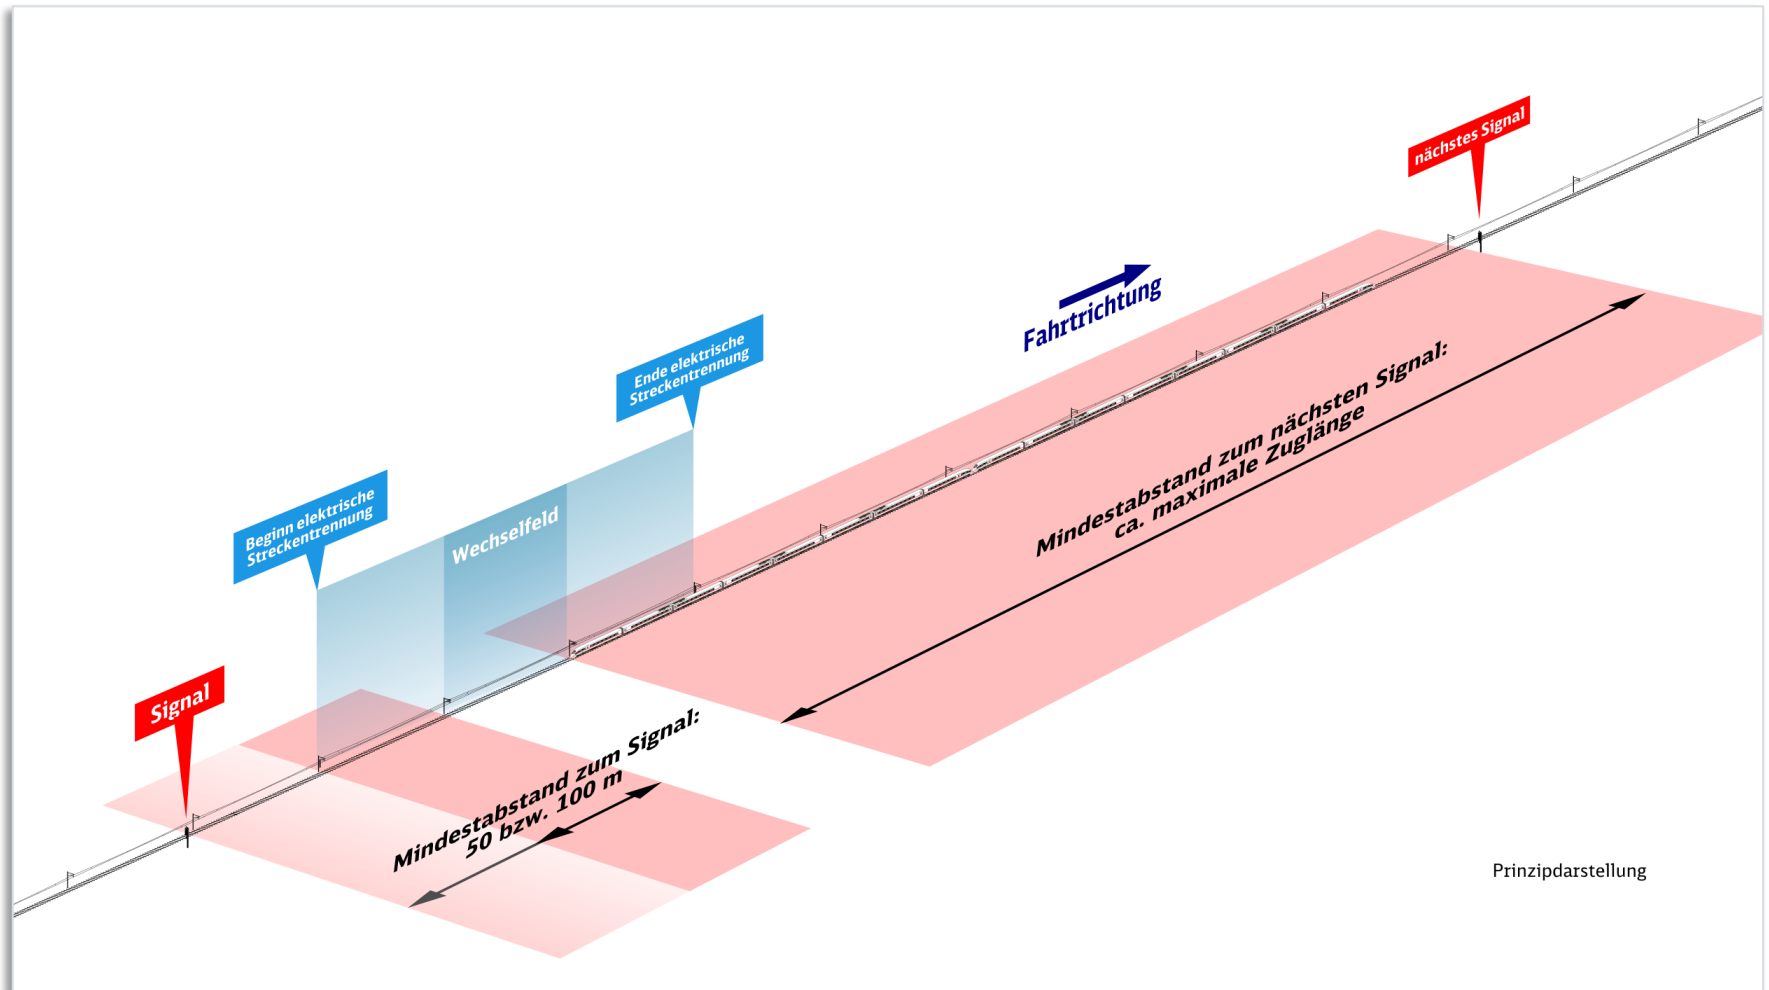 nächstes Signal
Fahrtrichtung
Ende elektrische
Streckentrennung
Beginn elektrische
Streckentrennung
Wechselfeld
Mindestabstand zum nächsten Signal:
ca. maximale Zuglänge
Signal
Mindestabstand zum Signal:
50 bzw. 100 m
Prinzipdarstellung